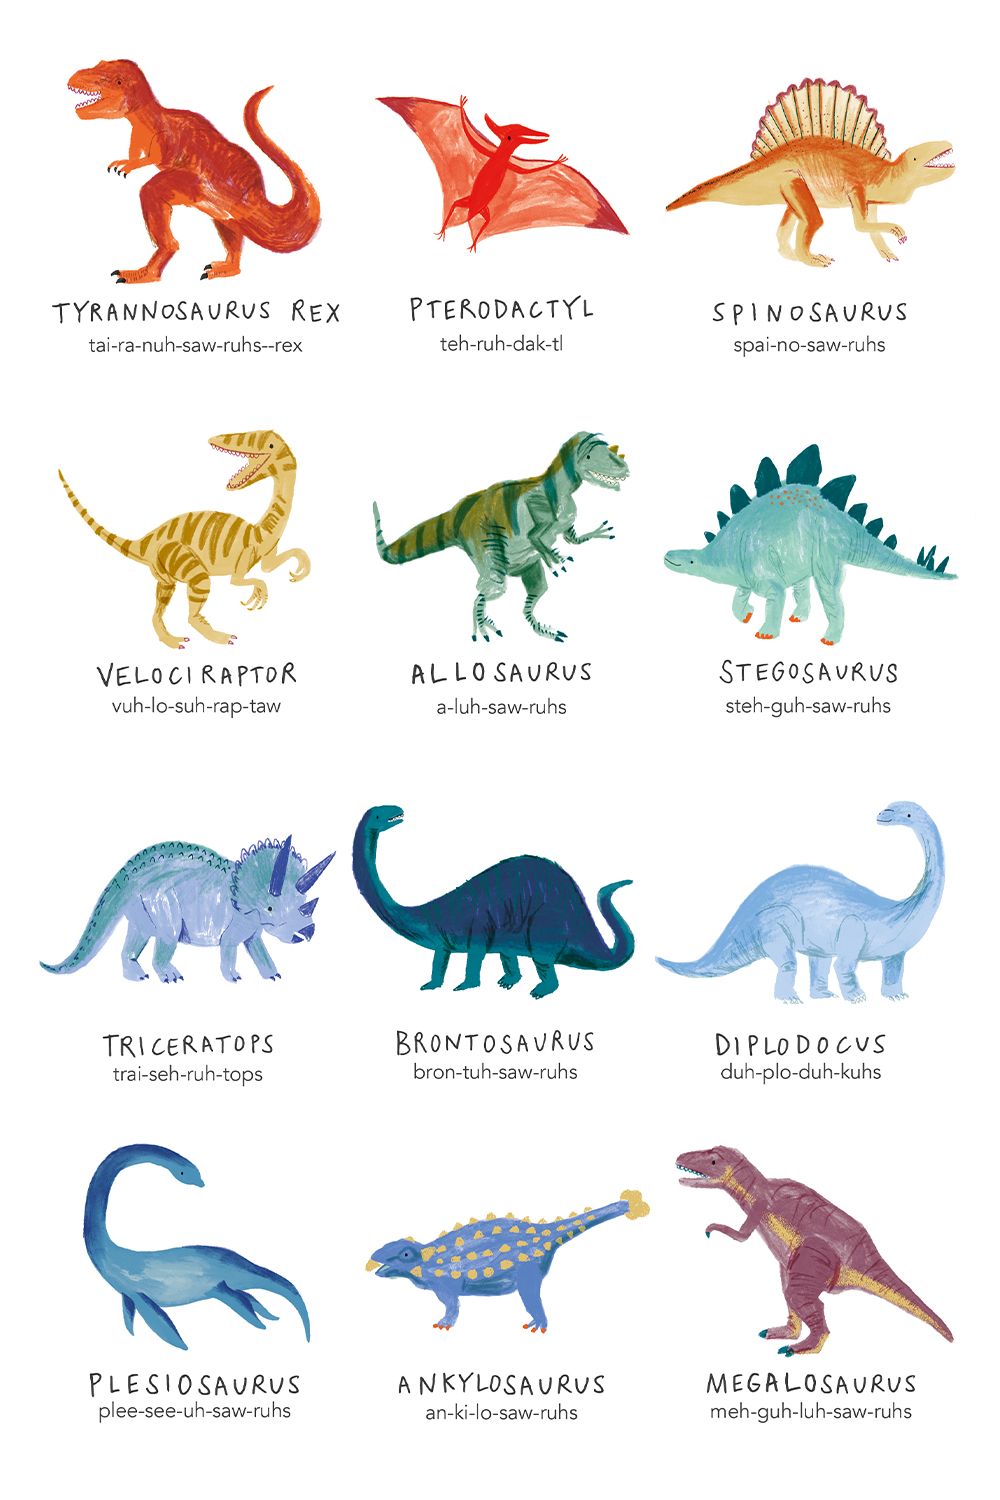 TYRANNOSAURUS REX
tai-ra-nuh-saw-ruhs--rex
PTERODACTYL
teh-ruh-dak-tl
SPINOSAURUS
spai-no-saw-ruhs
VELOCIRAPTOR
vuh-lo-suh-rap-taw
ALLOSAURUS
a-luh-saw-ruhs
STEGOSAURUS
steh-guh-saw-ruhs
TRICERATOPS
trai-seh-ruh-tops
BRONTOSAURUS
bron-tuh-saw-ruhs
DIPLODOCUS
duh-plo-duh-kuhs
PLESIOSAURUS
plee-see-uh-saw-ruhs
ANKYLOSAURUS
an-ki-lo-saw-ruhs
MEGALOSAURUS
meh-guh-luh-saw-ruhs